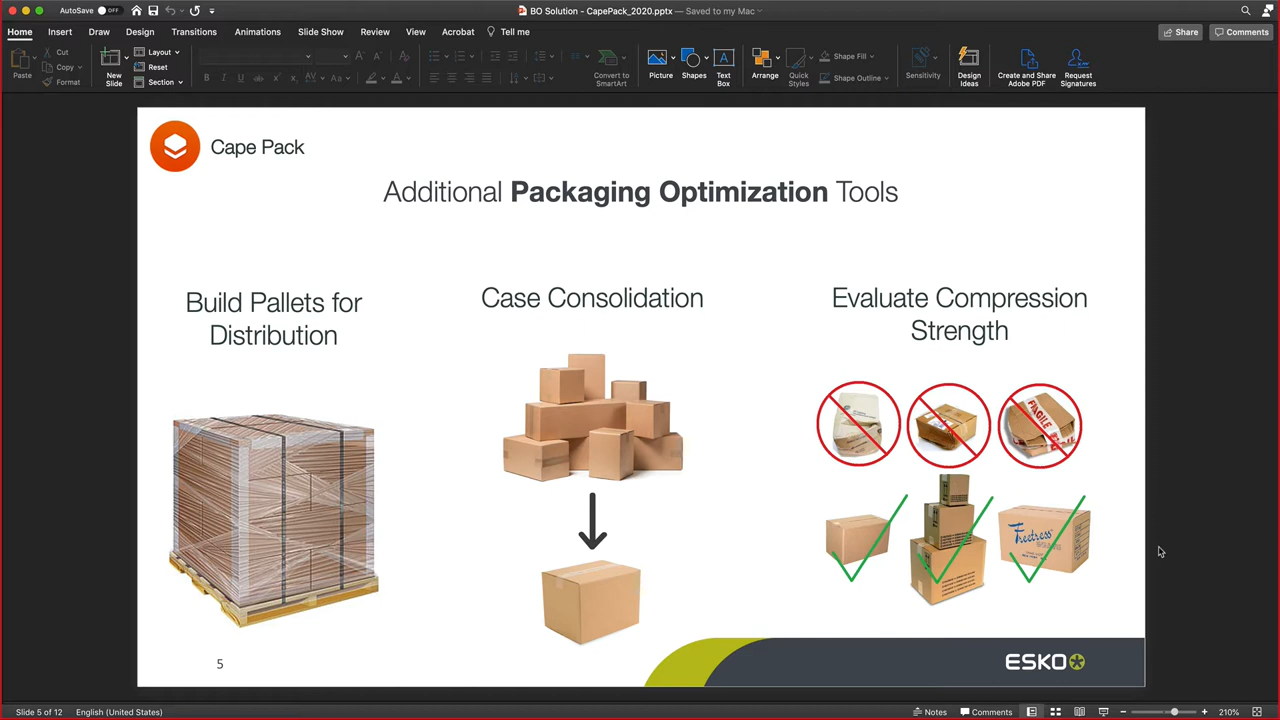 AutoSave OFF
BO Solution - CapePack_2020.pptx — Saved to my Mac
Home Insert Draw Design Transitions Animations Slide Show Review View Acrobat Tell me
Share Comments
Paste
Cut
Copy
Format
New Slide
Layout
Reset
Section
Convert to SmartArt
Picture
Shapes
Text Box
Arrange
Quick Styles
Shape Fill
Shape Outline
Sensitivity
Design Ideas
Create and Share Adobe PDF
Request Signatures
Cape Pack
Additional Packaging Optimization Tools
Build Pallets for
Distribution
Case Consolidation
Evaluate Compression
Strength
FRAGILE
5
ESKO
Slide 5 of 12 English (United States)
Notes Comments 210%